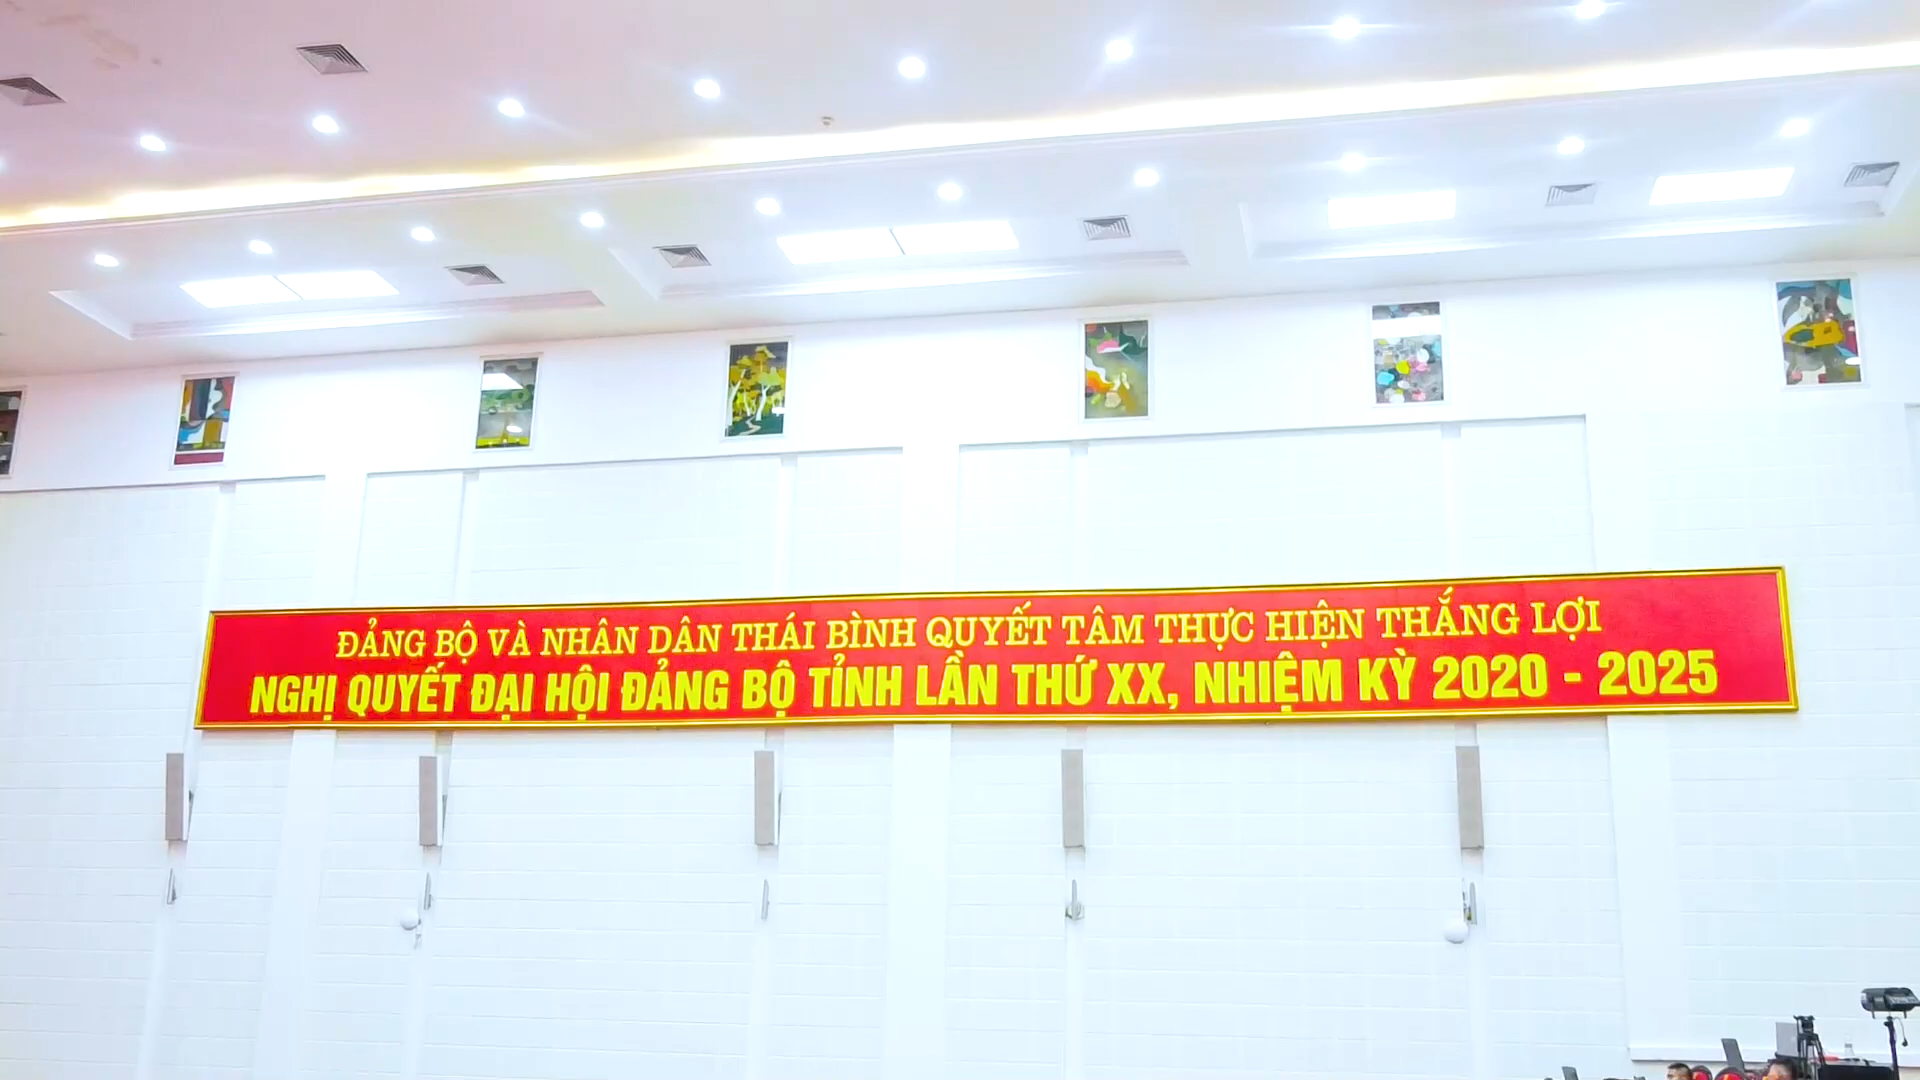 ĐẢNG BỘ VÀ NHÂN DÂN THÁI BÌNH QUYẾT TÂM THỰC HIỆN THẮNG LỢI
NGHỊ QUYẾT ĐẠI HỘI ĐẢNG BỘ TỈNH LẦN THỨ XX, NHIỆM KỲ 2020 - 2025